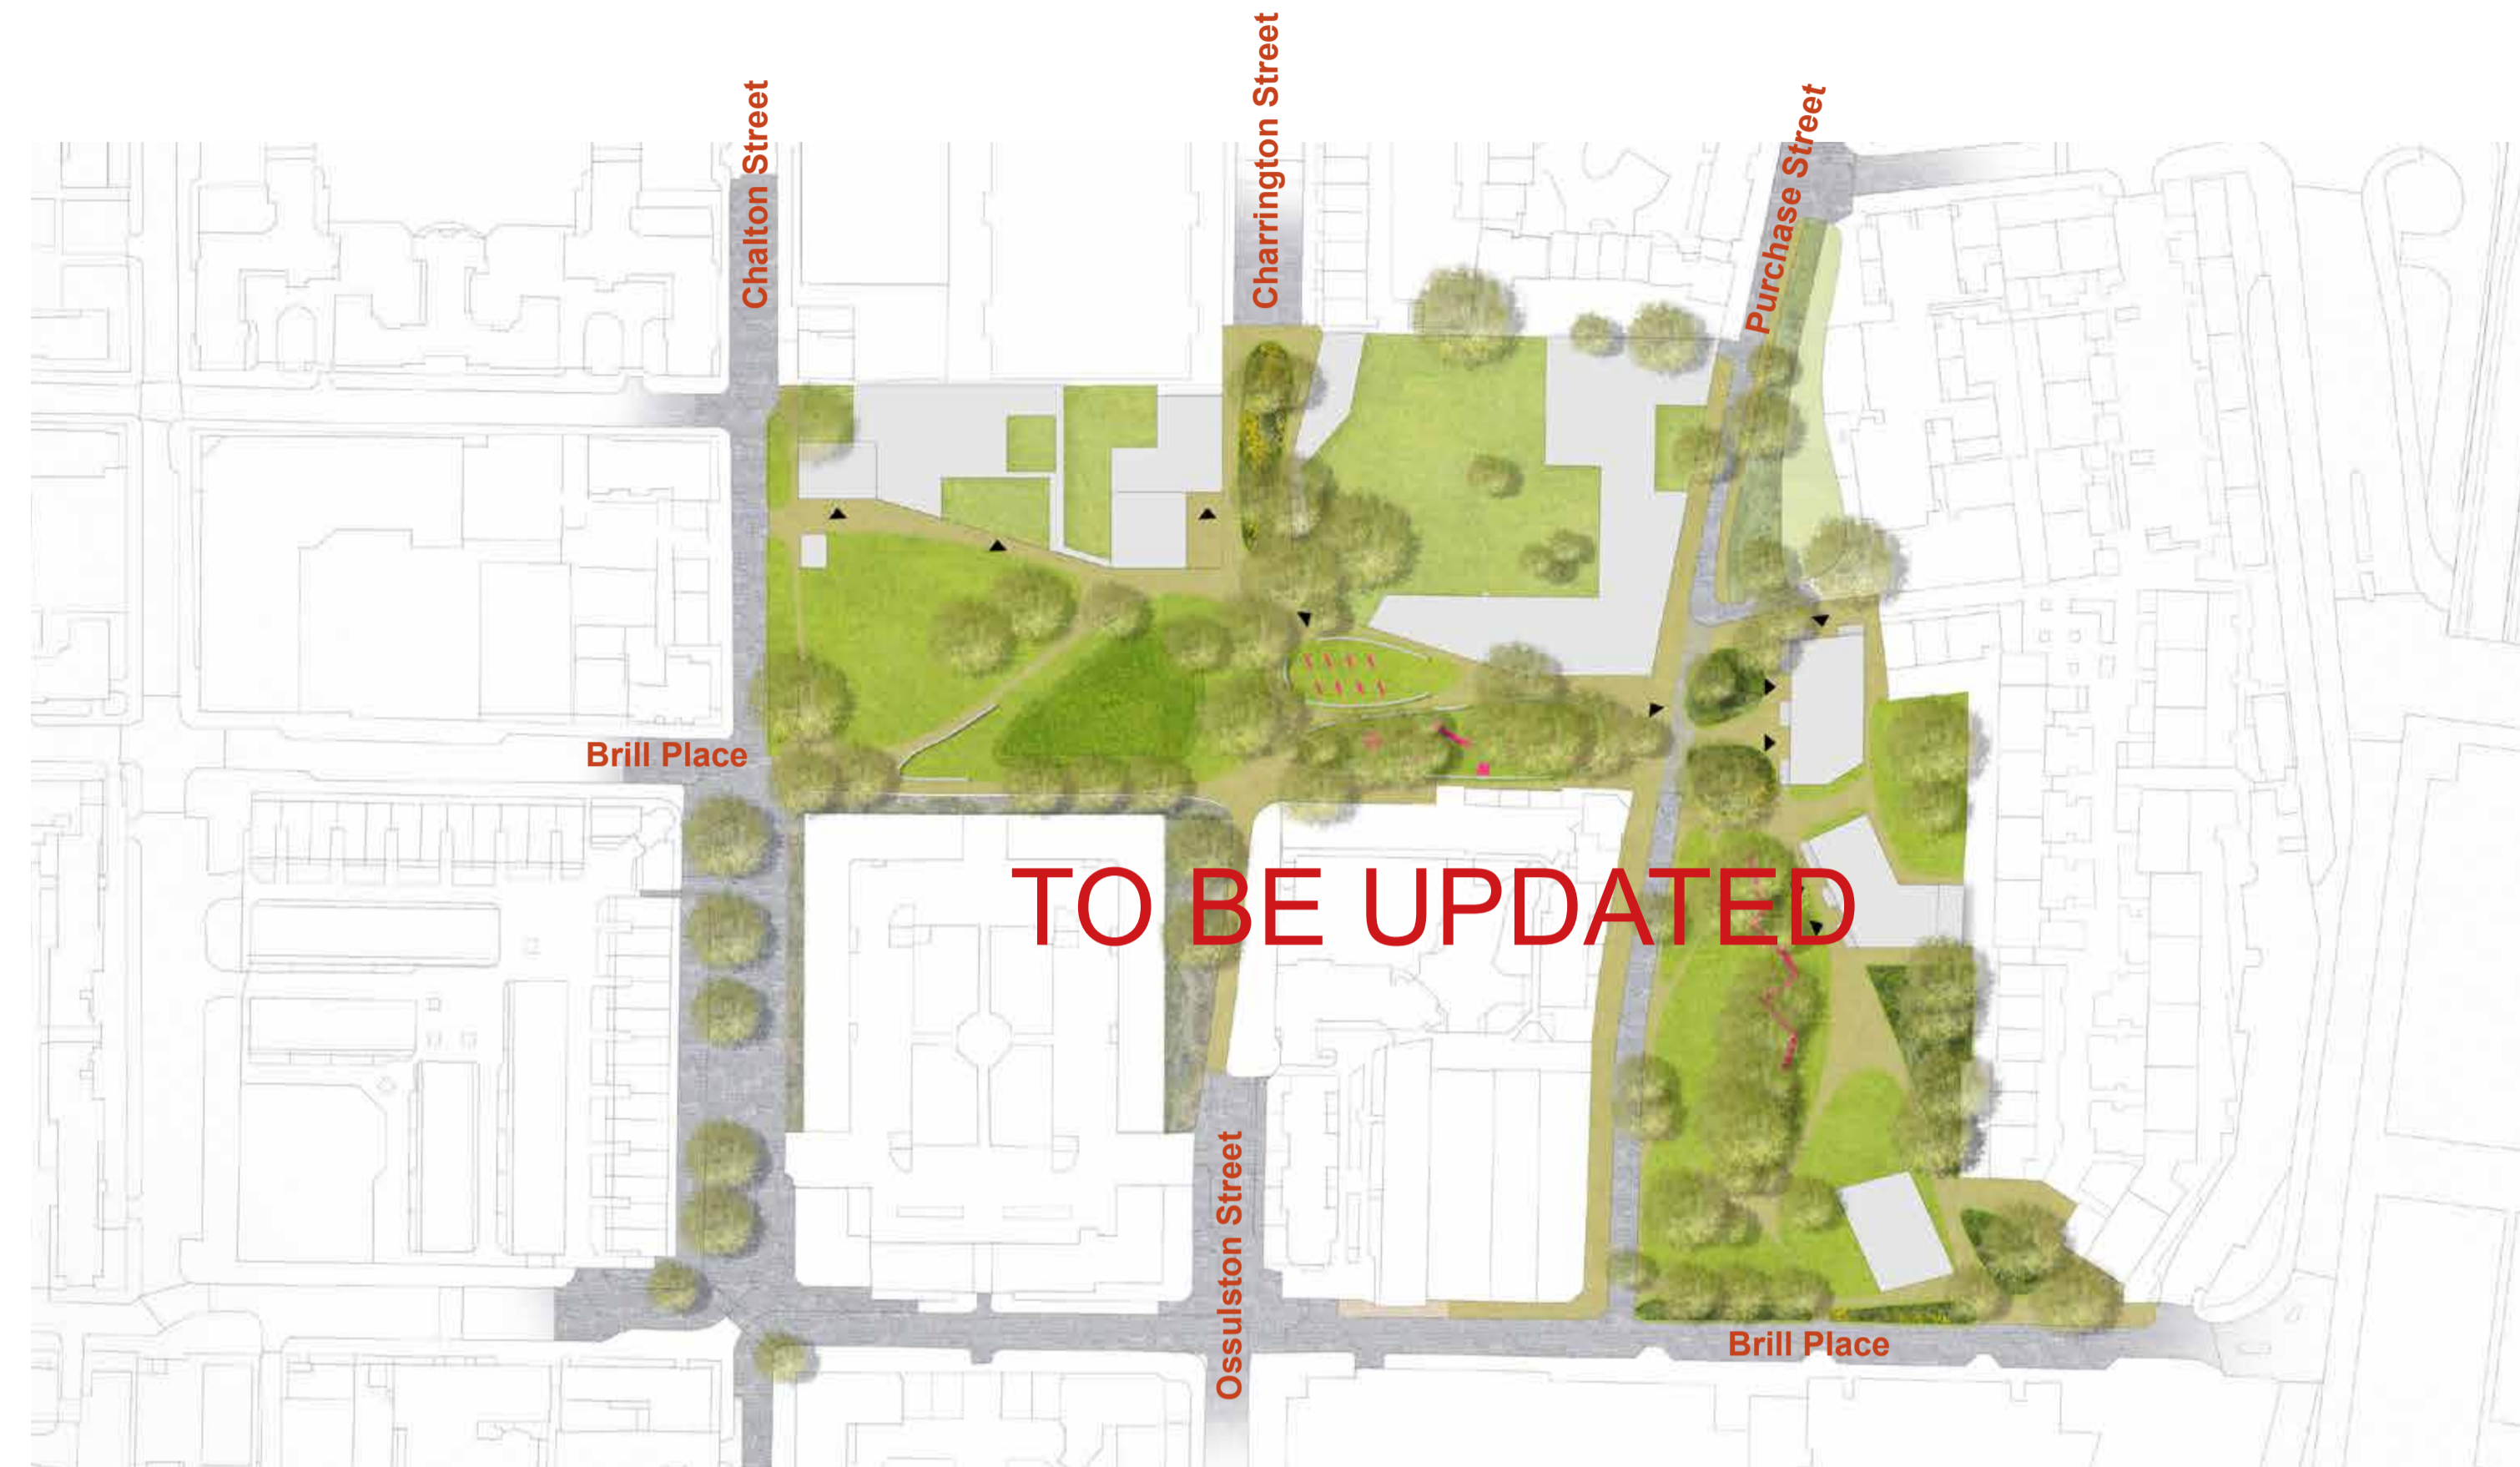 Chalton Street
Charrington Street
Purchase Street
Brill Place
TO BE UPDATED
Ossulston Street
Brill Place